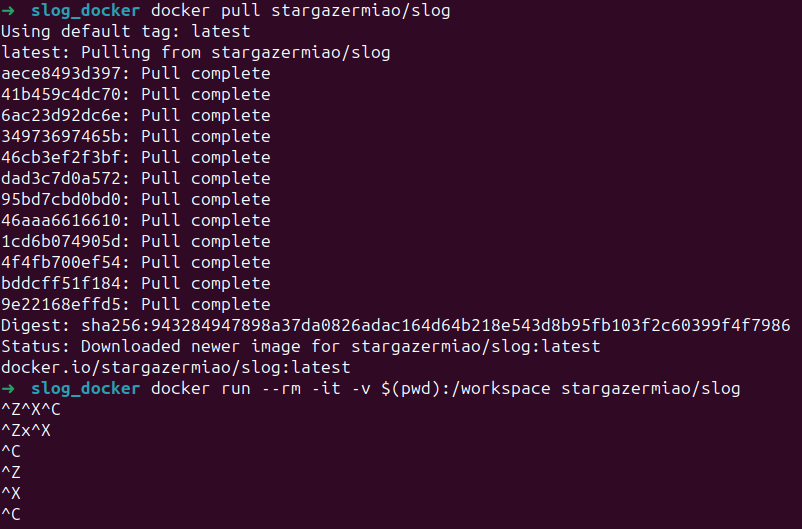 ➜  slog_docker docker pull stargazermiao/slog
Using default tag: latest
latest: Pulling from stargazermiao/slog
aece8493d397: Pull complete
41b459c4dc70: Pull complete
6ac23d92dc6e: Pull complete
34973697465b: Pull complete
46cb3ef2f3bf: Pull complete
dad3c7d0a572: Pull complete
95bd7cbd0bd0: Pull complete
46aaa6616610: Pull complete
1cd6b074905d: Pull complete
4f4fb700ef54: Pull complete
bddcff51f184: Pull complete
9e22168effd5: Pull complete
Digest: sha256:943284947898a37da0826adac164d64b218e543d8b95fb103f2c60399f4f7986
Status: Downloaded newer image for stargazermiao/slog:latest
docker.io/stargazermiao/slog:latest
➜  slog_docker docker run --rm -it -v $(pwd):/workspace stargazermiao/slog
^Z^X^C
^Zx^X
^C
^Z
^X
^C